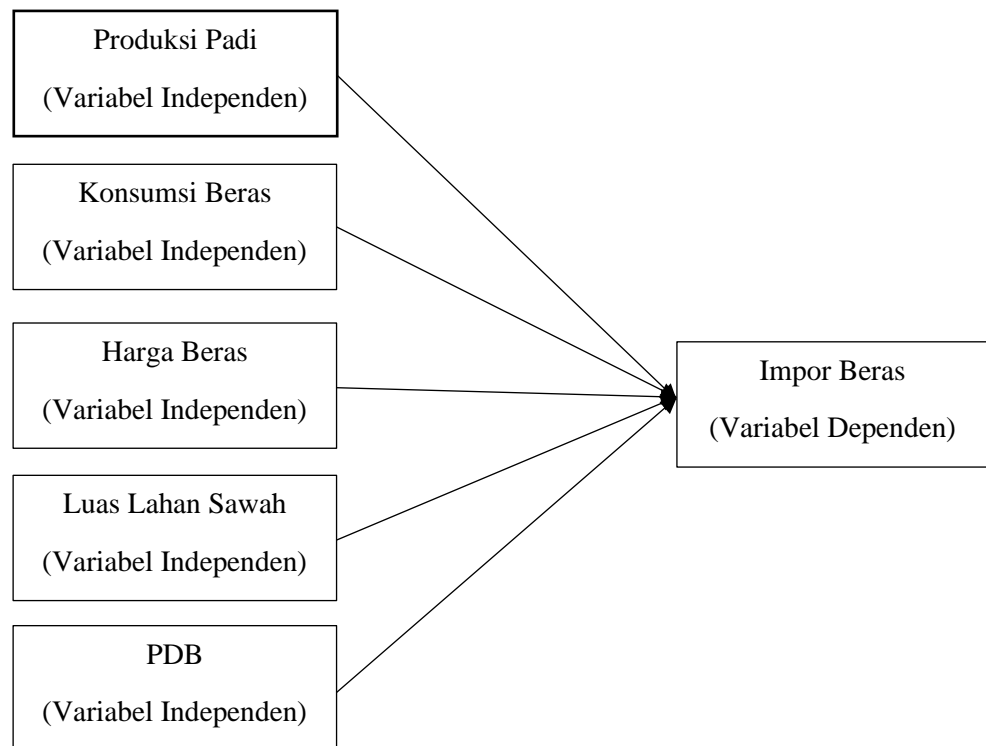 Produksi Padi
(Variabel Independen)
Konsumsi Beras
(Variabel Independen)
Harga Beras
(Variabel Independen)
Luas Lahan Sawah
(Variabel Independen)
PDB
(Variabel Independen)
Impor Beras
(Variabel Dependen)